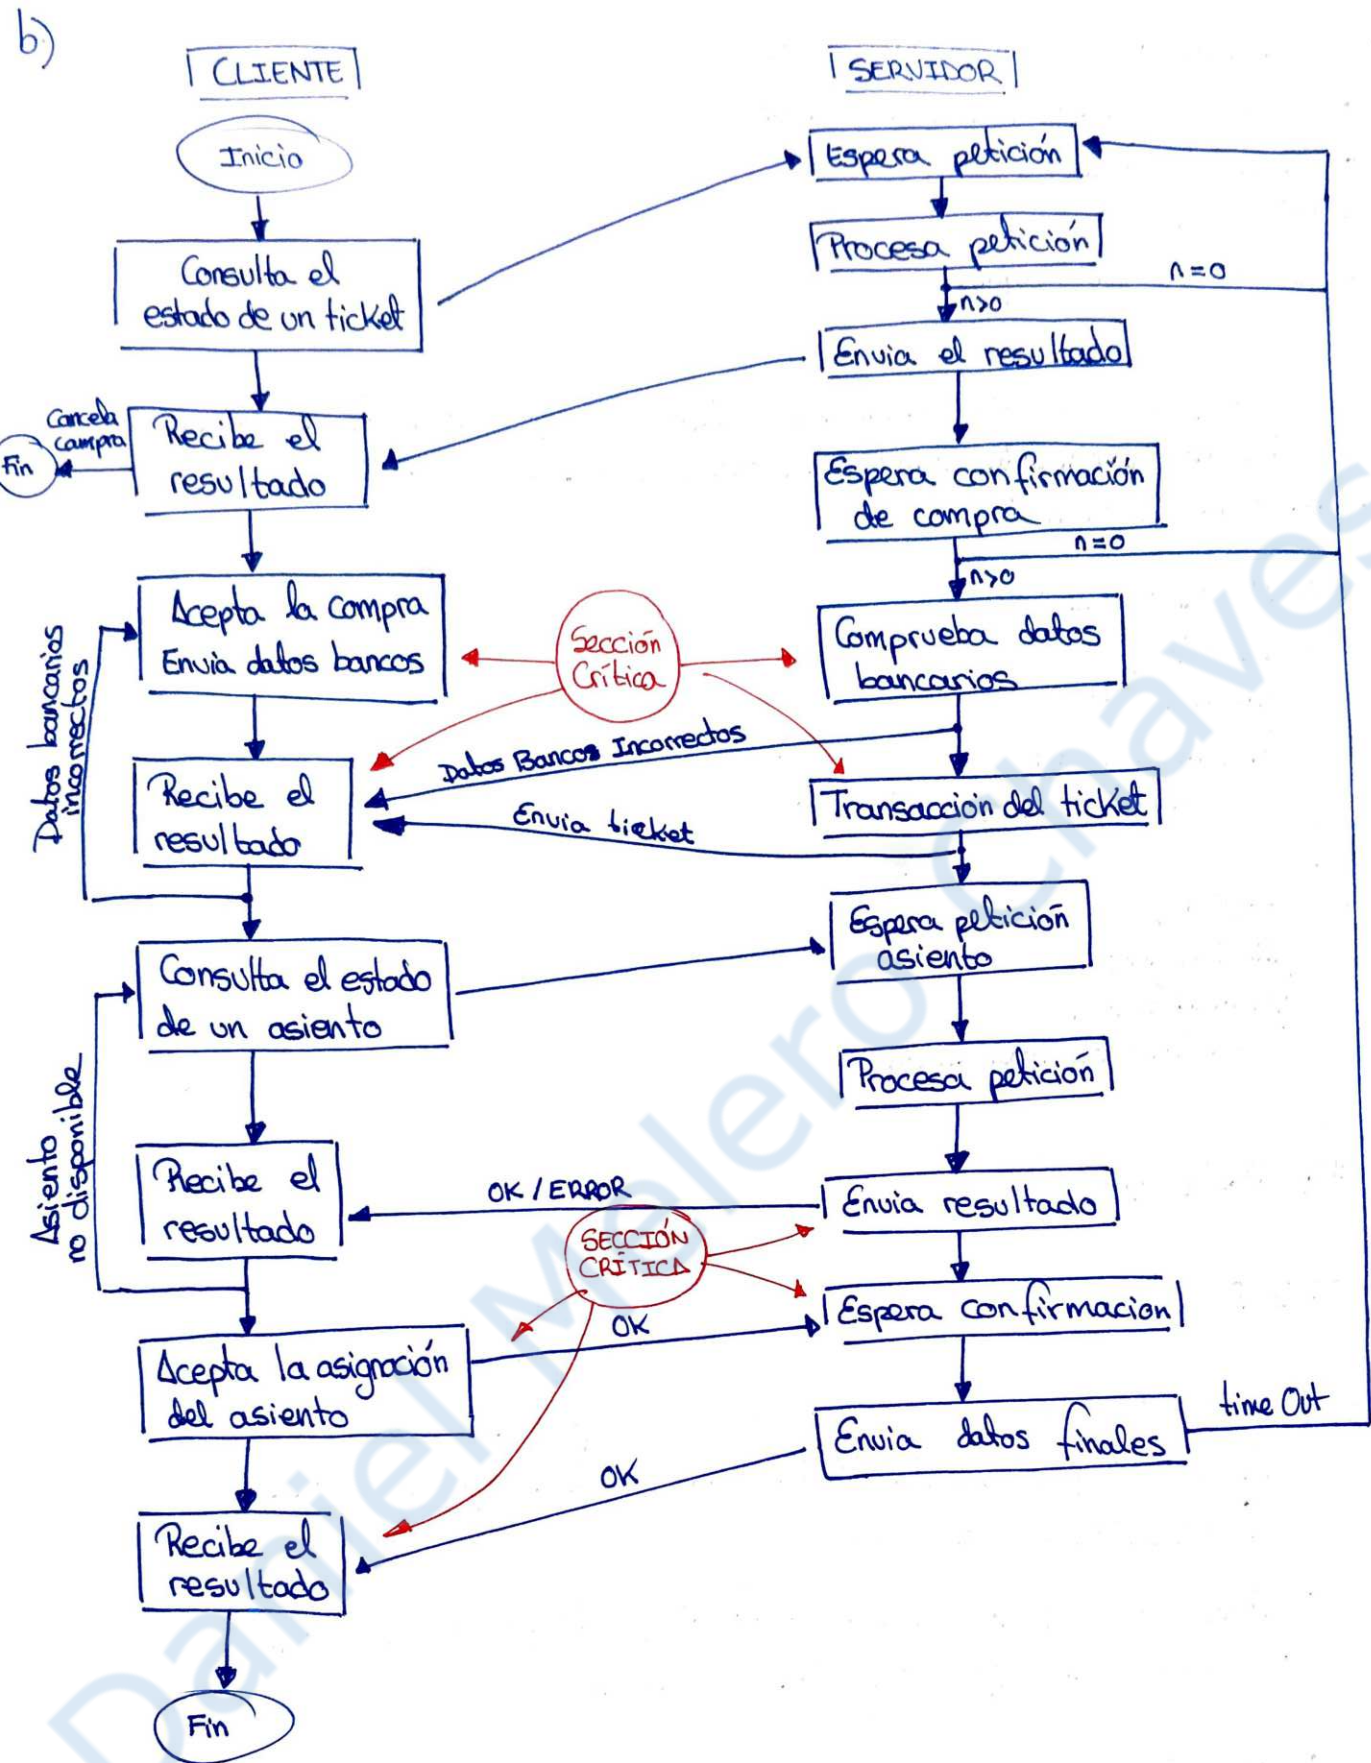 b)
CLIENTE
SERVIDOR
Inicio
Espera petición
Procesa petición
n=0
n>0
Consulta el
estado de un ticket
Envia el resultado
Cancela
compra
Fin
Recibe el
resultado
Espera confirmación
de compra
n=0
n>0
Acepta la compra
Envia datos bancos
Sección
Crítica
Comprueba datos
bancarios
Datos bancarios
incorrectos
Datos Bancos Incorrectos
Recibe el
resultado
Envia ticket
Transacción del ticket
Espera petición
asiento
Consulta el estado
de un asiento
Procesa petición
Asiento
no disponible
Recibe el
resultado
OK / ERROR
Envia resultado
SECCIÓN
CRÍTICA
Espera confirmacion
OK
Acepta la asignación
del asiento
Envia datos finales
time Out
OK
Recibe el
resultado
Fin
Daniel Melero Chaves